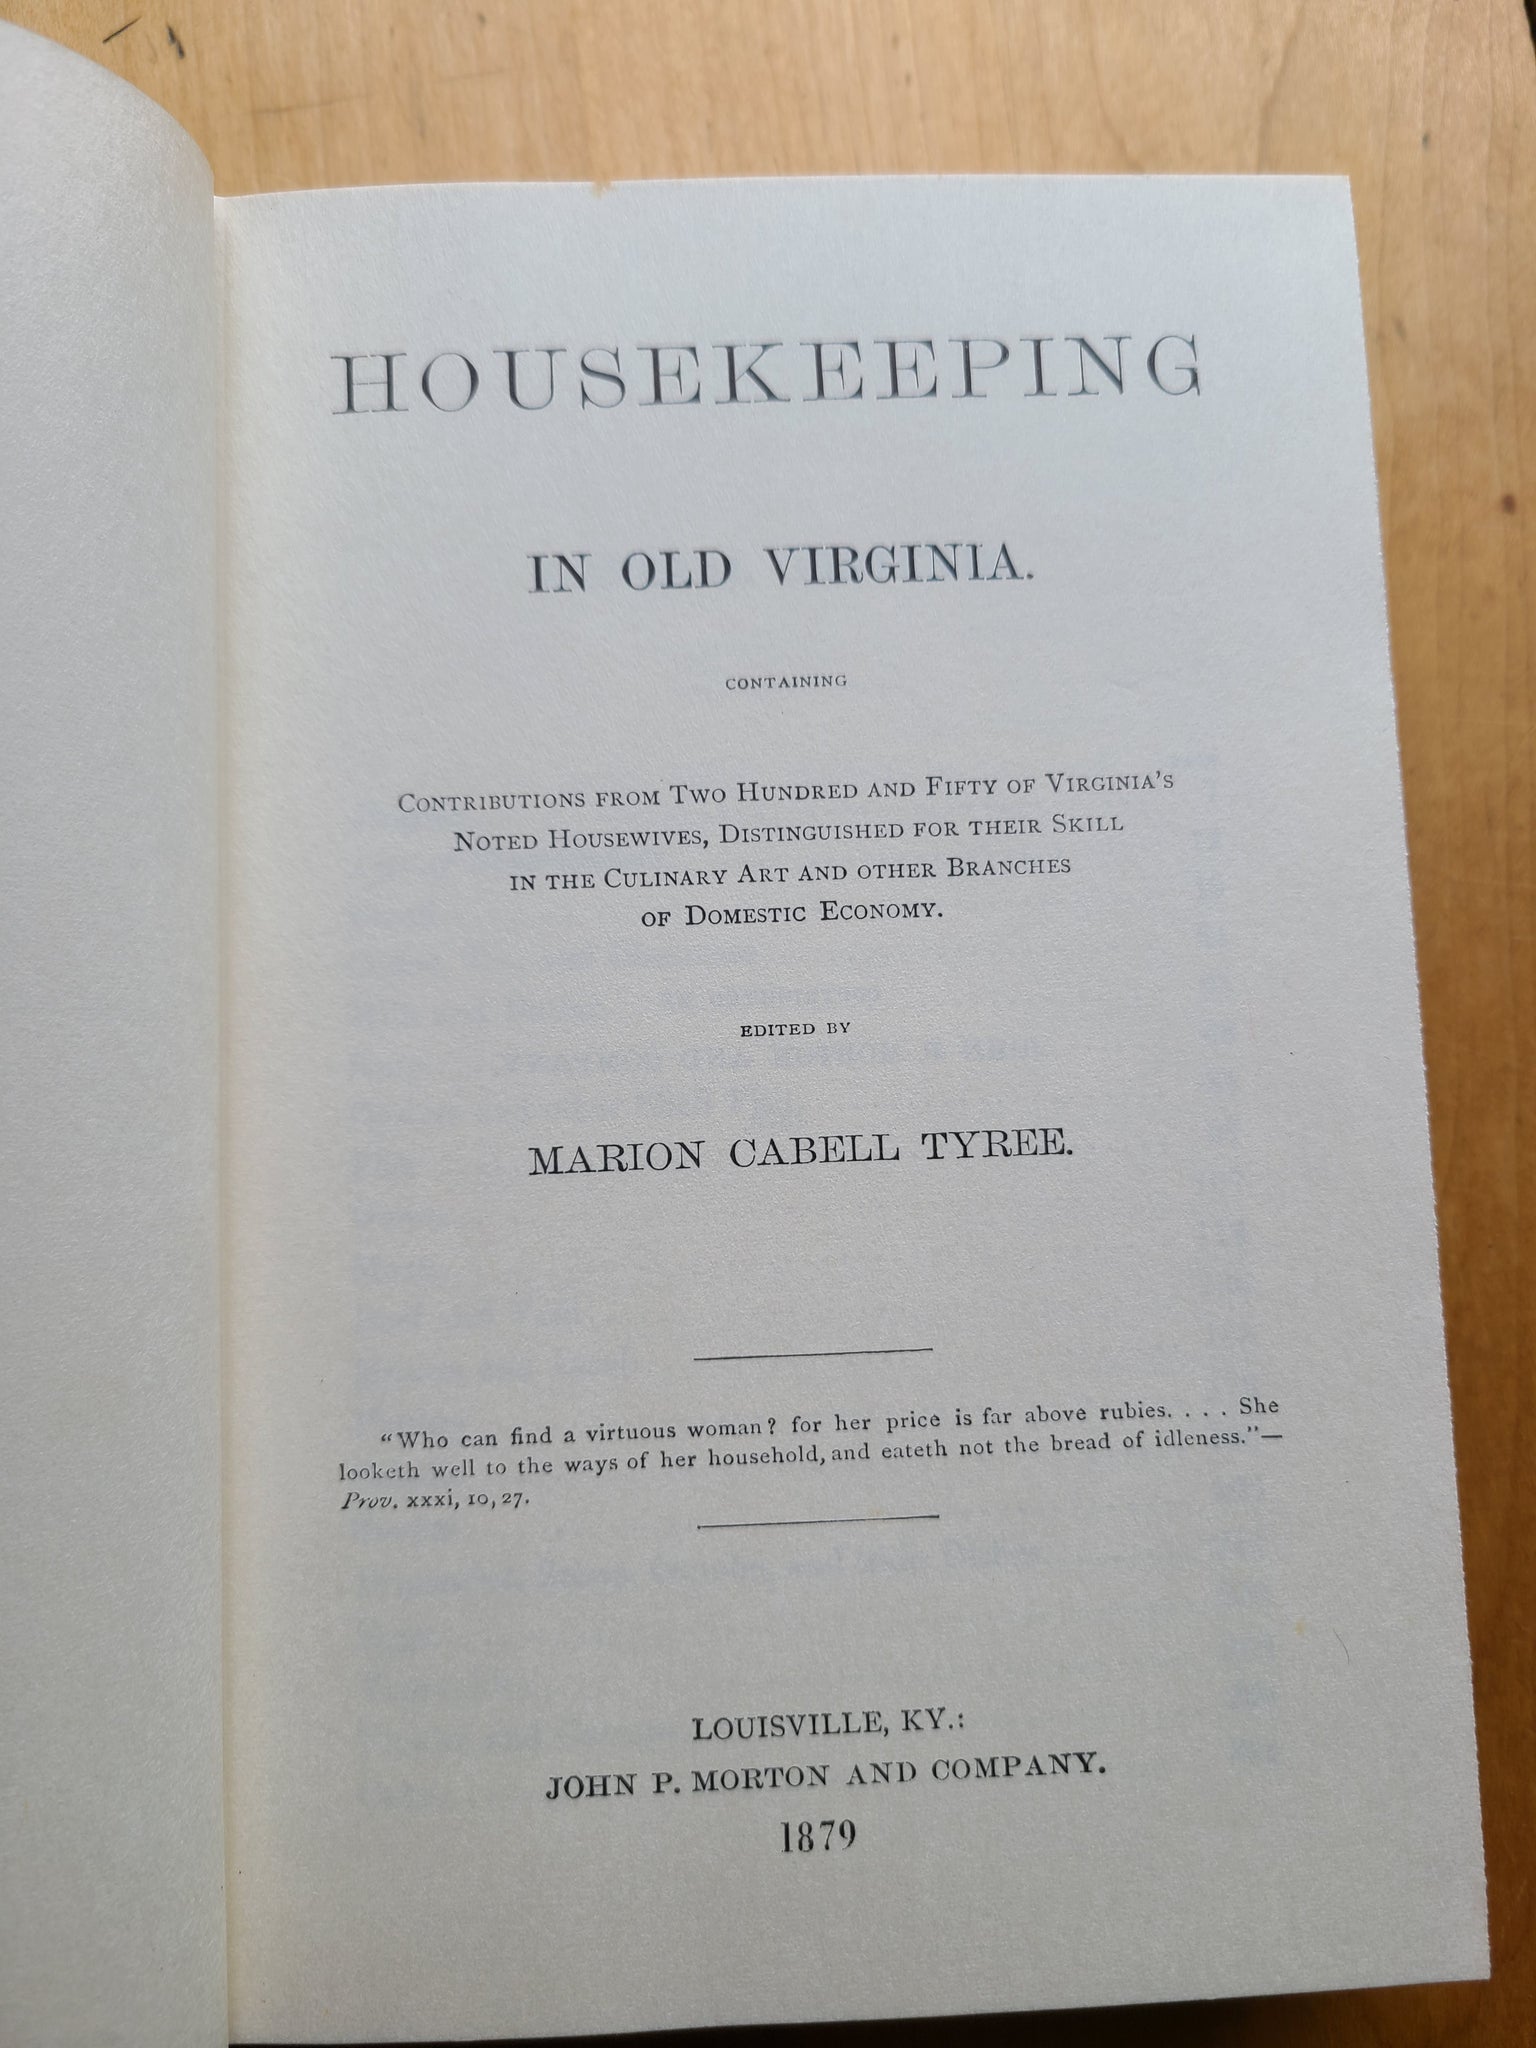 HOUSEKEEPING
IN OLD VIRGINIA.
CONTAINING
CONTRIBUTIONS FROM TWO HUNDRED AND FIFTY OF VIRGINIA'S
NOTED HOUSEWIVES, DISTINGUISHED FOR THEIR SKILL
IN THE CULINARY ART AND OTHER BRANCHES
OF DOMESTIC ECONOMY.
EDITED BY
MARION CABELL TYREE.
"Who can find a virtuous woman? for her price is far above rubies. . . . She
looketh well to the ways of her household, and eateth not the bread of idleness."—
Prov. xxxi, 10, 27.
LOUISVILLE, KY.:
JOHN P. MORTON AND COMPANY.
1879